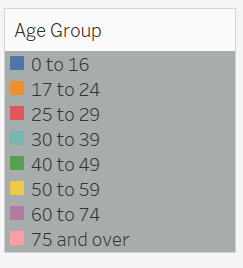 Age Group
0 to 16
17 to 24
25 to 29
30 to 39
40 to 49
50 to 59
60 to 74
75 and over